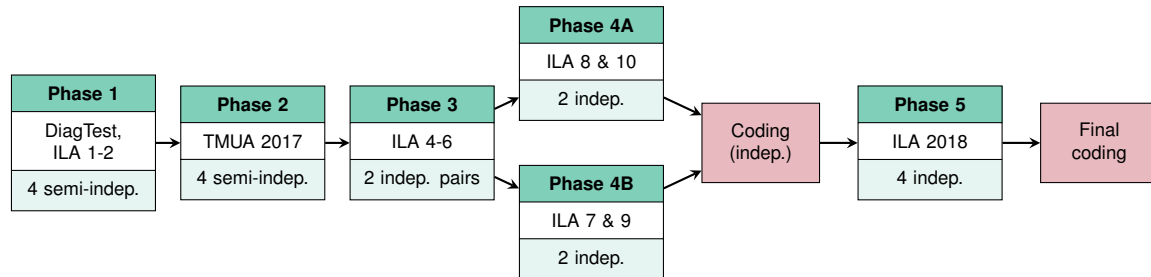 Phase 1
DiagTest,
ILA 1-2
4 semi-indep.
Phase 2
TMUA 2017
4 semi-indep.
Phase 3
ILA 4-6
2 indep. pairs
Phase 4A
ILA 8 & 10
2 indep.
Phase 4B
ILA 7 & 9
2 indep.
Coding
(indep.)
Phase 5
ILA 2018
4 indep.
Final
coding